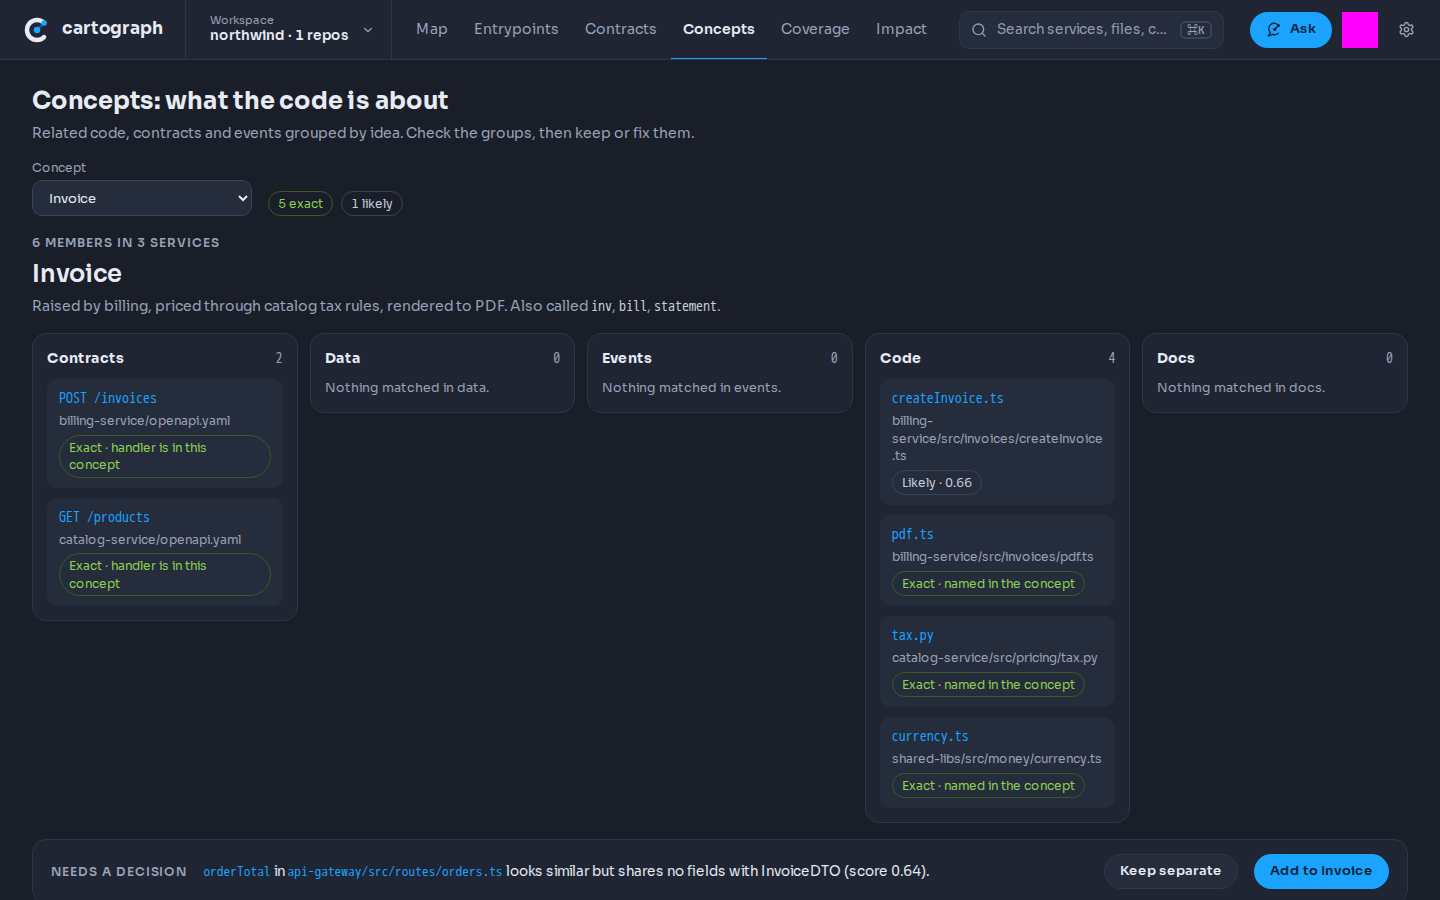 cartograph
Workspace
northwind · 1 repos
Map
Entrypoints
Contracts
Concepts
Coverage
Impact
Search services, files, c...
⌘K
Ask
Concepts: what the code is about
Related code, contracts and events grouped by idea. Check the groups, then keep or fix them.
Concept
Invoice
5 exact
1 likely
6 MEMBERS IN 3 SERVICES
Invoice
Raised by billing, priced through catalog tax rules, rendered to PDF. Also called inv, bill, statement.
Contracts 2
POST /invoices
billing-service/openapi.yaml
Exact · handler is in this
concept
GET /products
catalog-service/openapi.yaml
Exact · handler is in this
concept
Data 0
Nothing matched in data.
Events 0
Nothing matched in events.
Code 4
createInvoice.ts
billing-
service/src/invoices/createInvoice
.ts
Likely · 0.66
pdf.ts
billing-service/src/invoices/pdf.ts
Exact · named in the concept
tax.py
catalog-service/src/pricing/tax.py
Exact · named in the concept
currency.ts
shared-libs/src/money/currency.ts
Exact · named in the concept
Docs 0
Nothing matched in docs.
NEEDS A DECISION orderTotal in api-gateway/src/routes/orders.ts looks similar but shares no fields with InvoiceDTO (score 0.64).
Keep separate
Add to Invoice